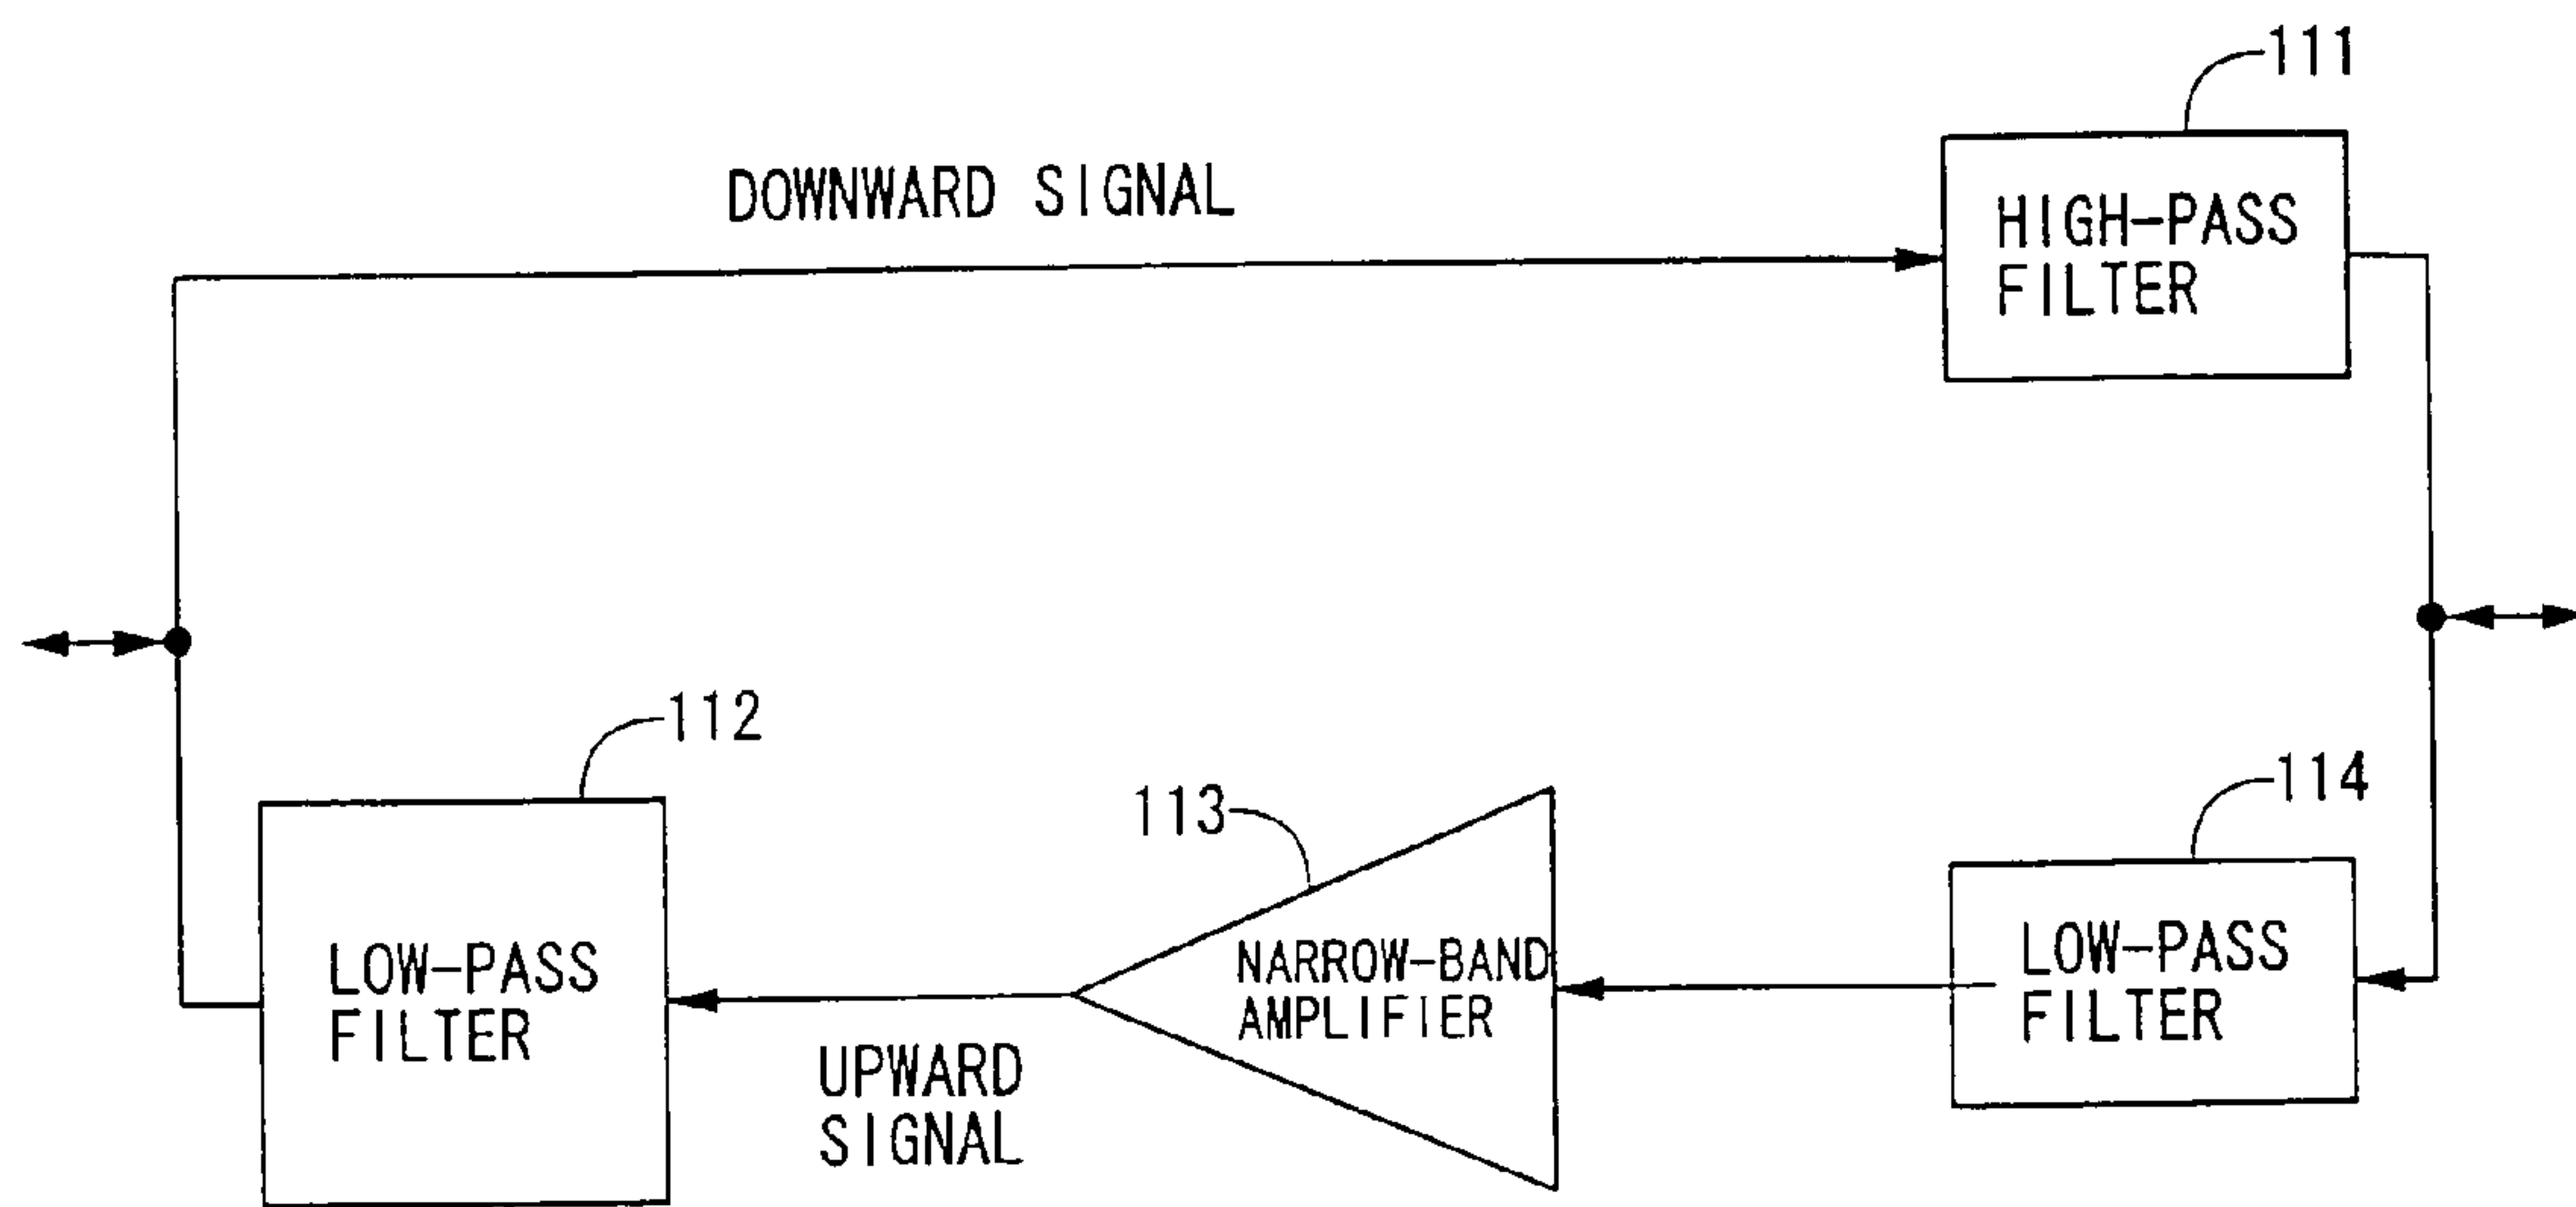 111
DOWNWARD SIGNAL
HIGH-PASS
FILTER
112
113
114
LOW-PASS
FILTER
NARROW-BAND
AMPLIFIER
LOW-PASS
FILTER
UPWARD
SIGNAL